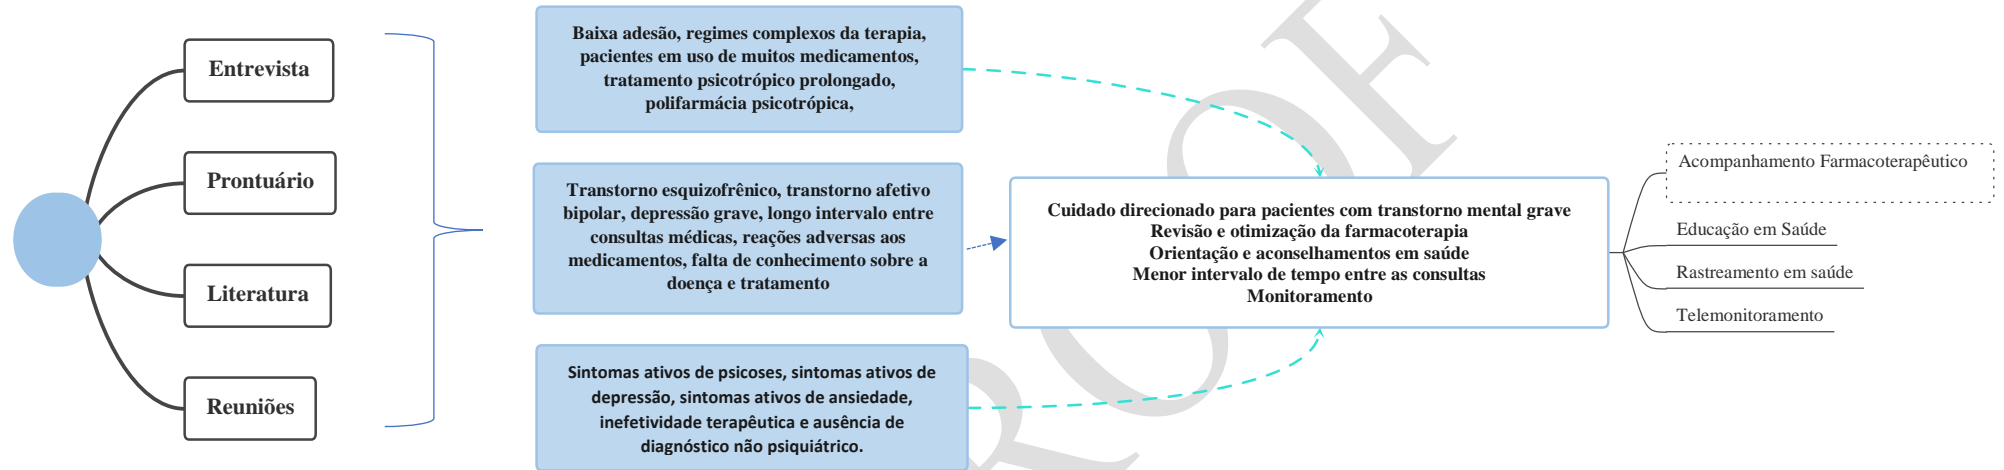 Entrevista
Prontuário
Literatura
Reuniões
Baixa adesão, regimes complexos da terapia,
pacientes em uso de muitos medicamentos,
tratamento psicotrópico prolongado,
polifarmácia psicotrópica,
Transtorno esquizofrênico, transtorno afetivo
bipolar, depressão grave, longo intervalo entre
consultas médicas, reações adversas aos
medicamentos, falta de conhecimento sobre a
doença e tratamento
Sintomas ativos de psicoses, sintomas ativos de
depressão, sintomas ativos de ansiedade,
inefetividade terapêutica e ausência de
diagnóstico não psiquiátrico.
Cuidado direcionado para pacientes com transtorno mental grave
Revisão e otimização da farmacoterapia
Orientação e aconselhamentos em saúde
Menor intervalo de tempo entre as consultas
Monitoramento
Acompanhamento Farmacoterapêutico
Educação em Saúde
Rastreamento em saúde
Telemonitoramento
ROOF